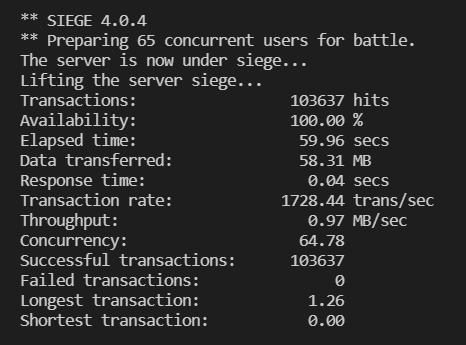 ** SIEGE 4.0.4
** Preparing 65 concurrent users for battle.
The server is now under siege...
Lifting the server siege...
Transactions: 103637 hits
Availability: 100.00 %
Elapsed time: 59.96 secs
Data transferred: 58.31 MB
Response time: 0.04 secs
Transaction rate: 1728.44 trans/sec
Throughput: 0.97 MB/sec
Concurrency: 64.78
Successful transactions: 103637
Failed transactions: 0
Longest transaction: 1.26
Shortest transaction: 0.00